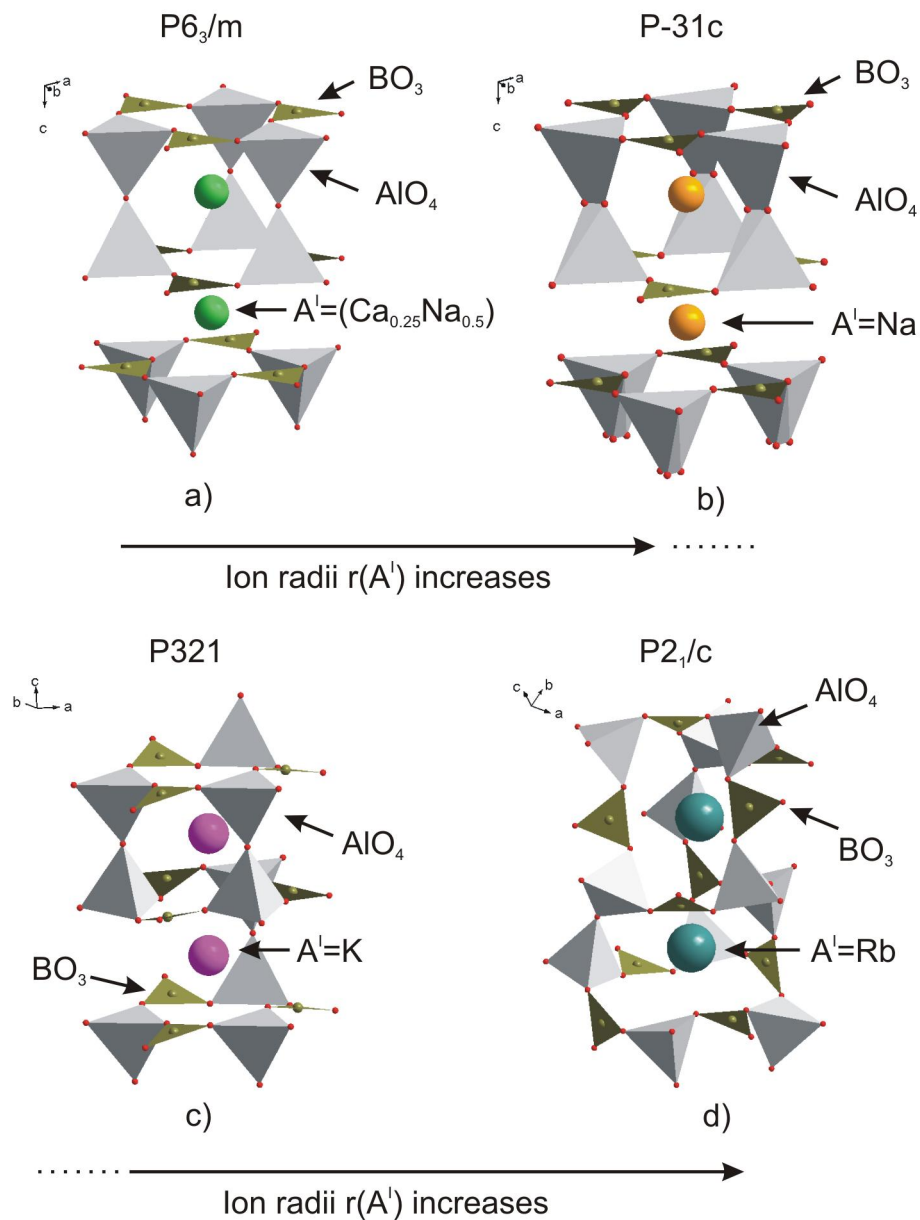 P6₃/m
P-31c
a
b
c
BO₃
AlO₄
Aᴵ=(Ca₀.₂₅Na₀.₅)
a)
a
b
c
BO₃
AlO₄
Aᴵ=Na
b)
Ion radii r(Aᴵ) increases
P321
P2₁/c
c
b
a
AlO₄
Aᴵ=K
BO₃
c)
c
b
a
AlO₄
BO₃
Aᴵ=Rb
d)
Ion radii r(Aᴵ) increases